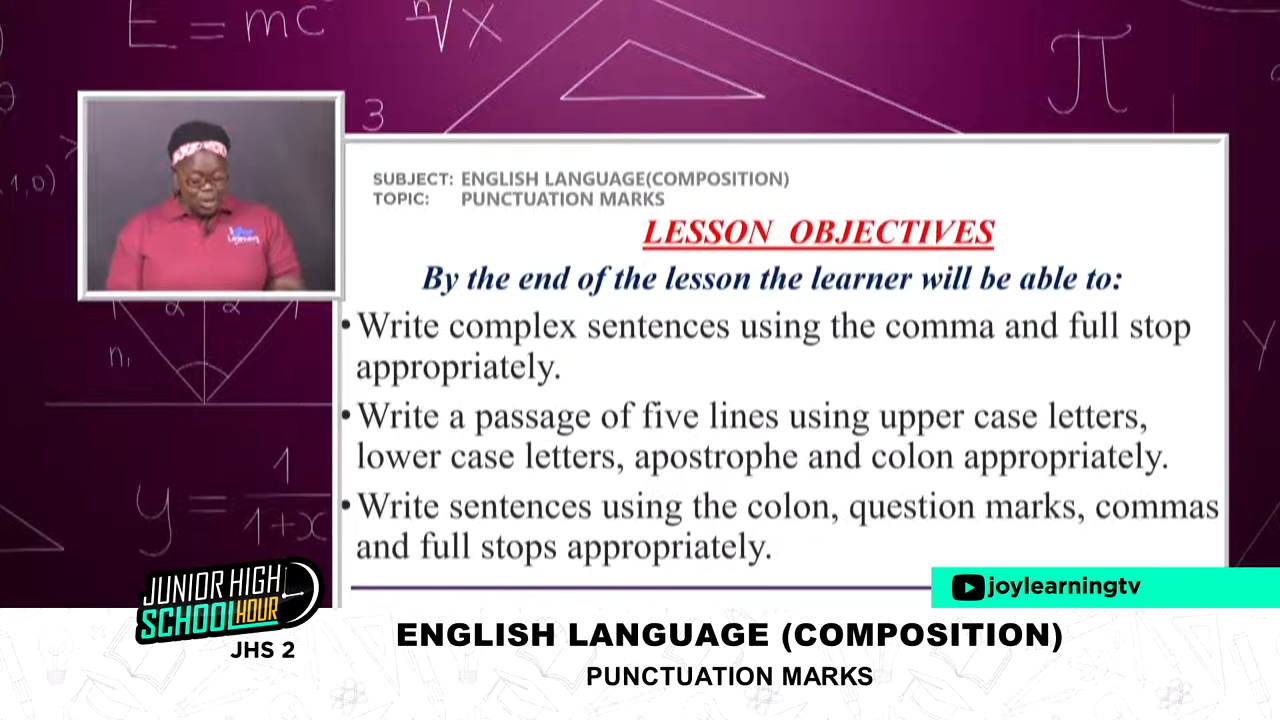 E = mc
n√x
π
3
1,0)
SUBJECT: ENGLISH LANGUAGE(COMPOSITION)
TOPIC: PUNCTUATION MARKS
LESSON OBJECTIVES
By the end of the lesson the learner will be able to:
• Write complex sentences using the comma and full stop
appropriately.
• Write a passage of five lines using upper case letters,
lower case letters, apostrophe and colon appropriately.
• Write sentences using the colon, question marks, commas
and full stops appropriately.
α α
n₁
y = 1/1+x
JUNIOR HIGH
SCHOOL HOUR
JHS 2
joylearningtv
ENGLISH LANGUAGE (COMPOSITION)
PUNCTUATION MARKS